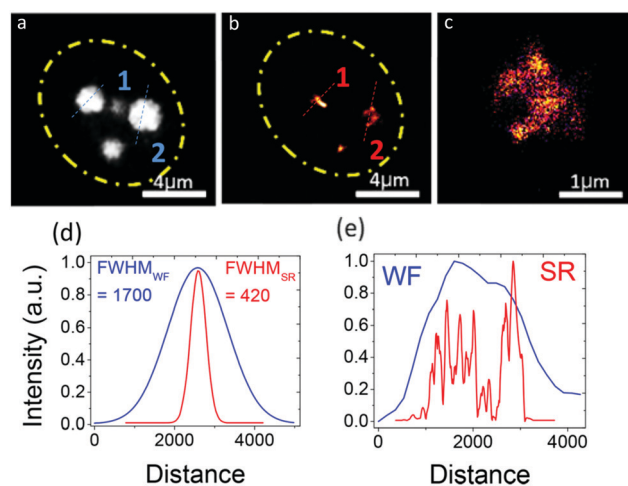 a
1
2
4μm
b
1
2
4μm
c
1μm
(d)
FWHM_WF
= 1700
FWHM_SR
= 420
1.0
0.8
0.6
0.4
0.2
0.0
Intensity (a.u.)
0
2000
4000
Distance
(e)
WF
SR
1.0
0.8
0.6
0.4
0.2
0.0
0
2000
4000
Distance